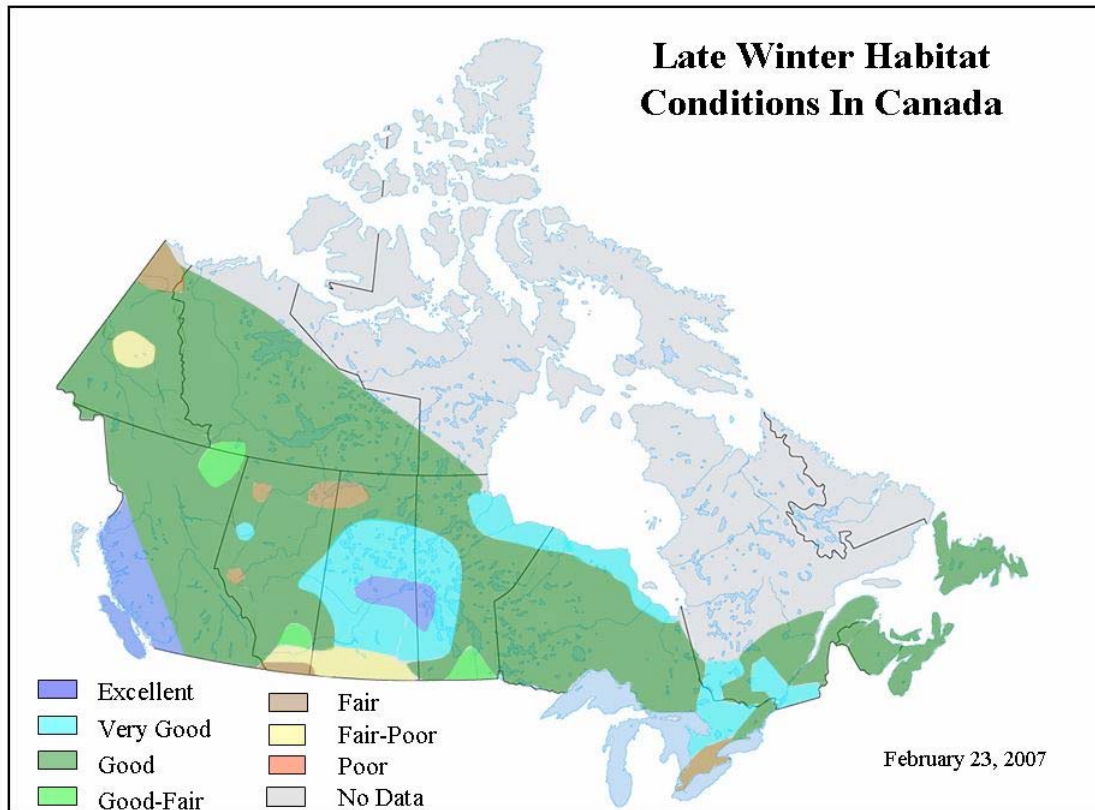 Late Winter Habitat
Conditions In Canada
Excellent
Very Good
Good
Good-Fair
Fair
Fair-Poor
Poor
No Data
February 23, 2007